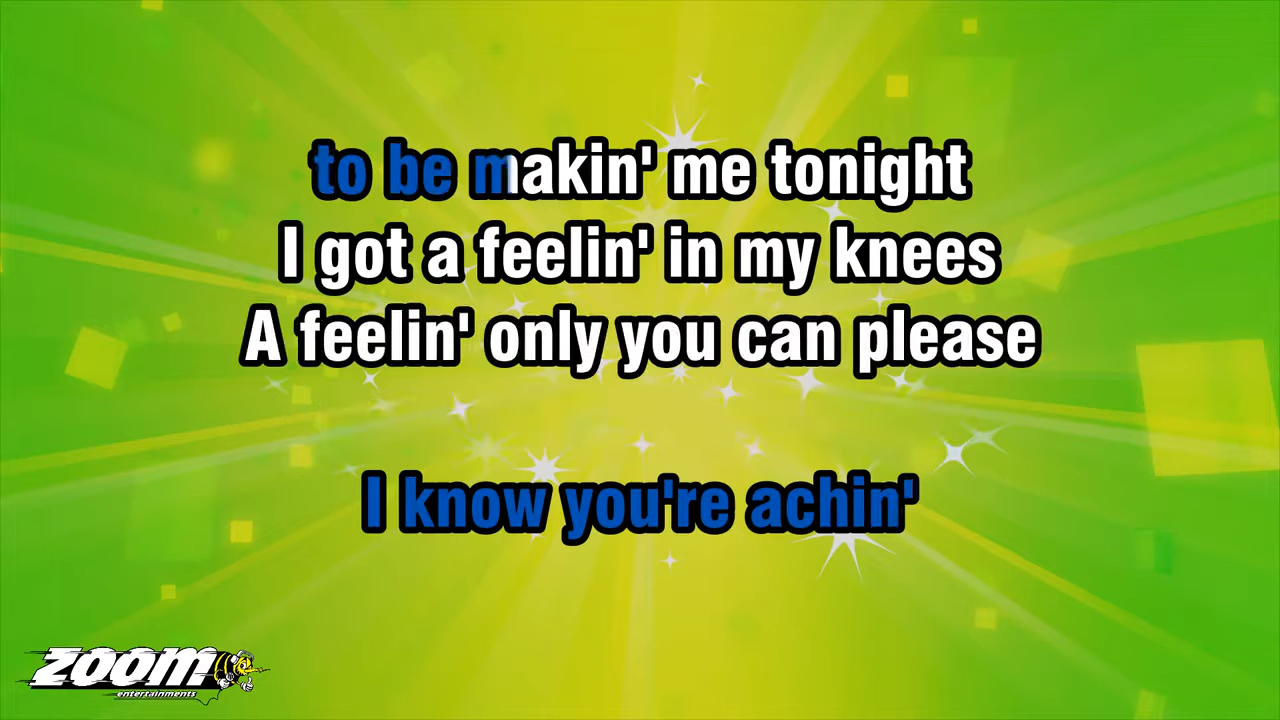 to be makin' me tonight
I got a feelin' in my knees
A feelin' only you can please
I know you're achin'
zoom
entertainments